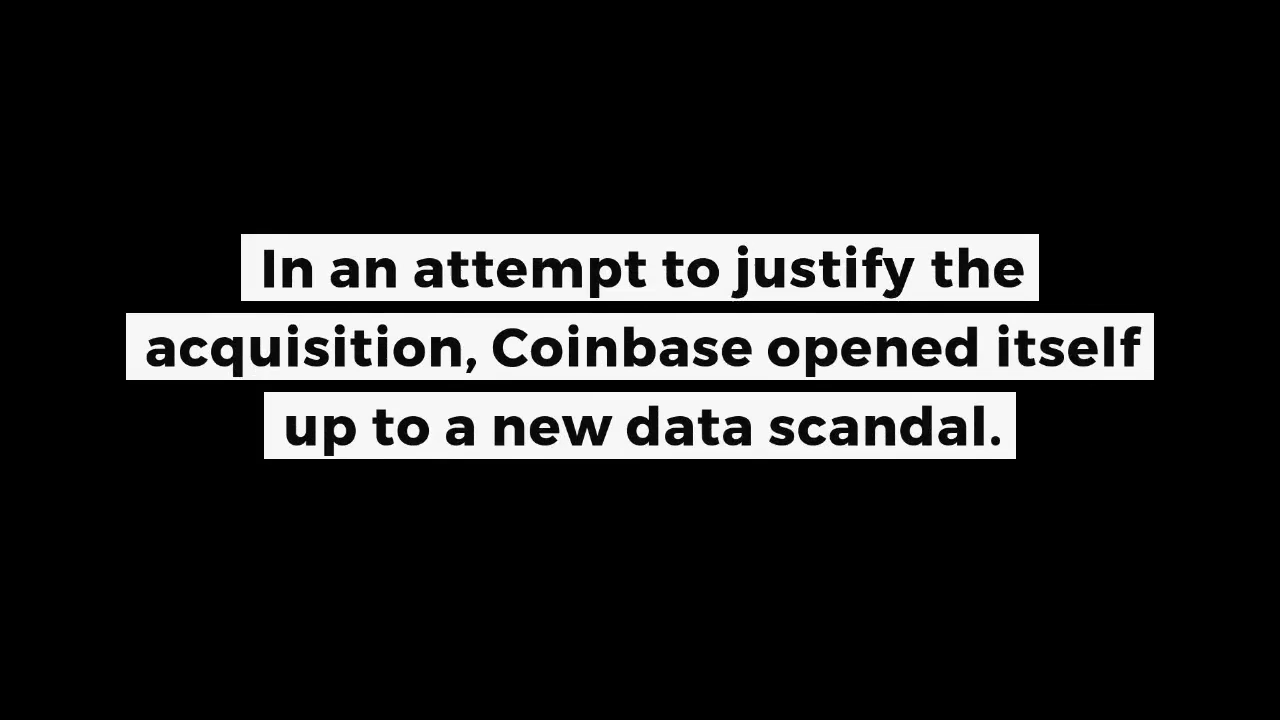 In an attempt to justify the
acquisition, Coinbase opened itself
up to a new data scandal.